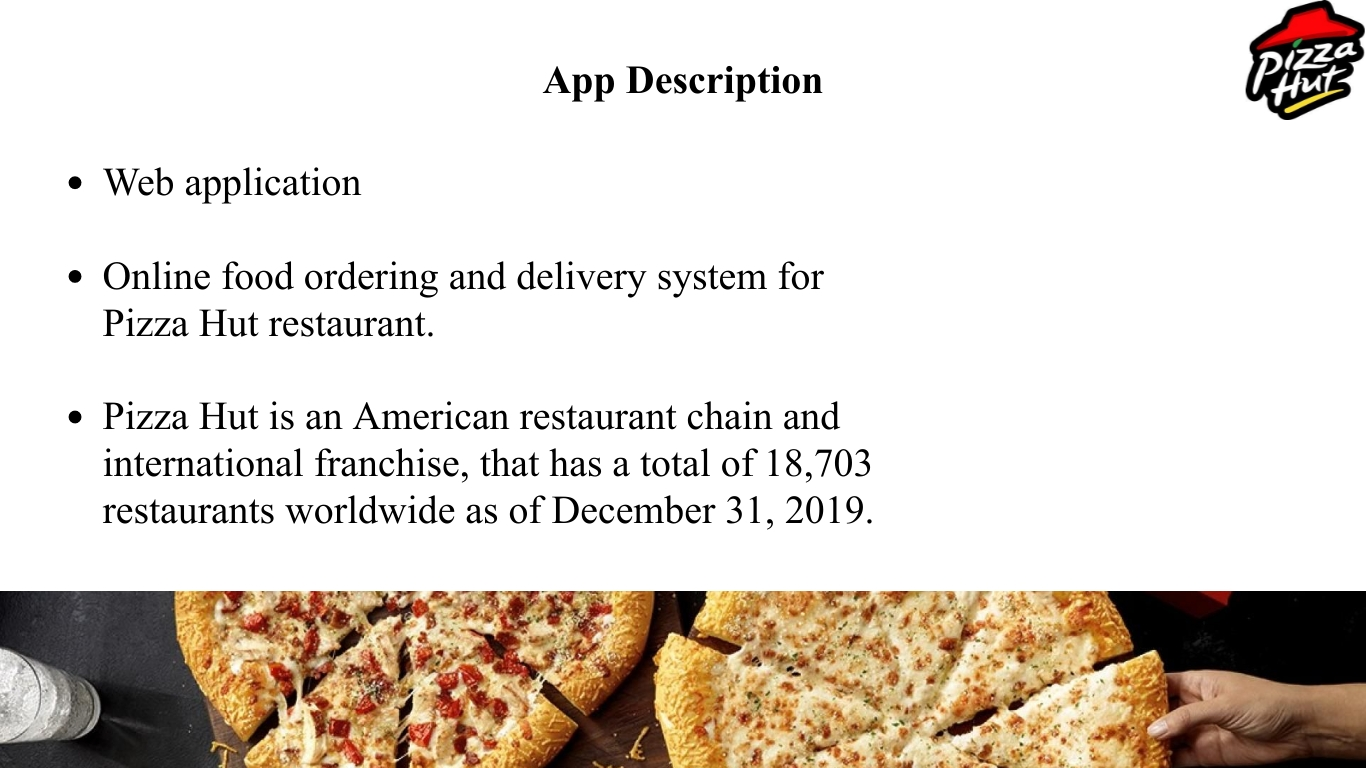 Pizza
Hut
App Description
• Web application
• Online food ordering and delivery system for
Pizza Hut restaurant.
• Pizza Hut is an American restaurant chain and
international franchise, that has a total of 18,703
restaurants worldwide as of December 31, 2019.